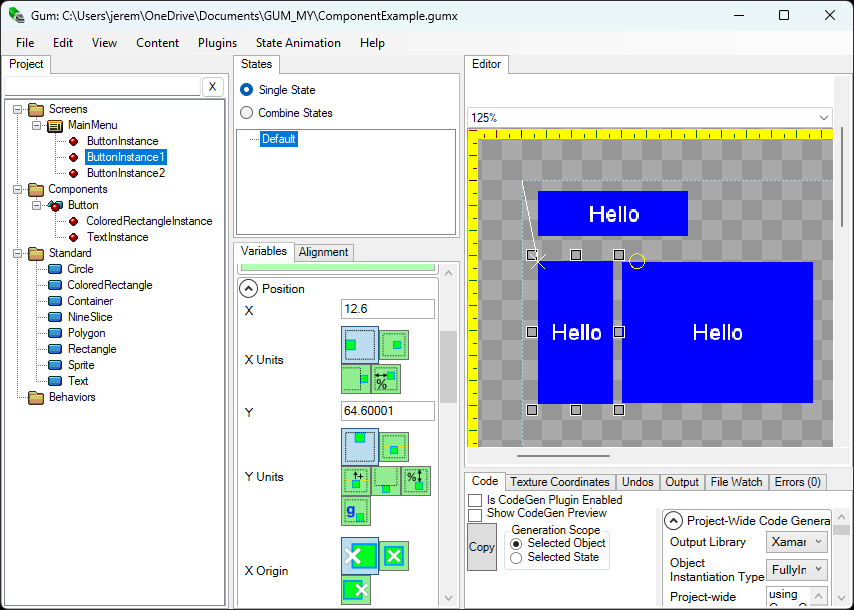 Gum: C:\Users\jerem\OneDrive\Documents\GUM_MY\ComponentExample.gumx
File Edit View Content Plugins State Animation Help
Project
X
Screens
MainMenu
ButtonInstance
ButtonInstance1
ButtonInstance2
Components
Button
ColoredRectangleInstance
TextInstance
Standard
Circle
ColoredRectangle
Container
NineSlice
Polygon
Rectangle
Sprite
Text
Behaviors
States
Single State
Combine States
Default
Variables Alignment
Position
X 12.6
X Units
%
Y 64.60001
Y Units
%
g
X Origin
Editor
125%
Hello
Hello Hello
Code Texture Coordinates Undos Output File Watch Errors (0)
Is CodeGen Plugin Enabled
Show CodeGen Preview
Copy
Generation Scope
Selected Object
Selected State
Project-Wide Code Genera
Output Library Xamar
Object
Instantiation Type FullyIn
Project-wide using